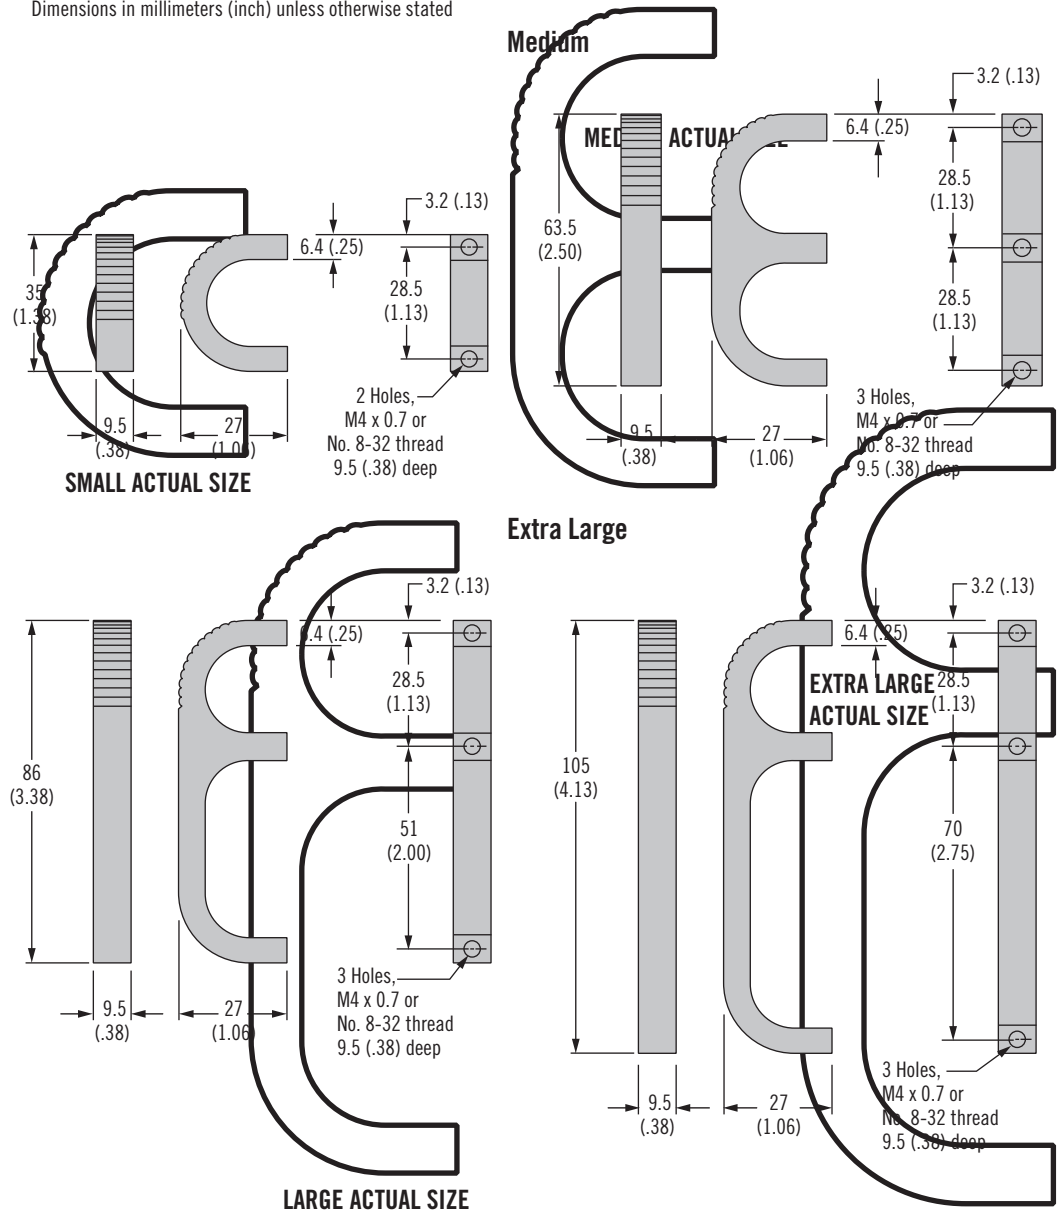 Dimensions in millimeters (inch) unless otherwise stated
Medium
MEDIUM ACTUAL SIZE
3.2 (.13)
6.4 (.25)
28.5
(1.13)
63.5
(2.50)
28.5
(1.13)
3 Holes,
M4 x 0.7 or
No. 8-32 thread
9.5 (.38) deep
9.5
(.38)
27
(1.06)
3.2 (.13)
6.4 (.25)
35
(1.38)
28.5
(1.13)
2 Holes,
M4 x 0.7 or
No. 8-32 thread
9.5 (.38) deep
9.5
(.38)
27
(1.06)
SMALL ACTUAL SIZE
3.2 (.13)
6.4 (.25)
28.5
(1.13)
86
(3.38)
51
(2.00)
3 Holes,
M4 x 0.7 or
No. 8-32 thread
9.5 (.38) deep
9.5
(.38)
27
(1.06)
LARGE ACTUAL SIZE
Extra Large
3.2 (.13)
6.4 (.25)
28.5
(1.13)
EXTRA LARGE
ACTUAL SIZE
105
(4.13)
70
(2.75)
3 Holes,
M4 x 0.7 or
No. 8-32 thread
9.5 (.38) deep
9.5
(.38)
27
(1.06)